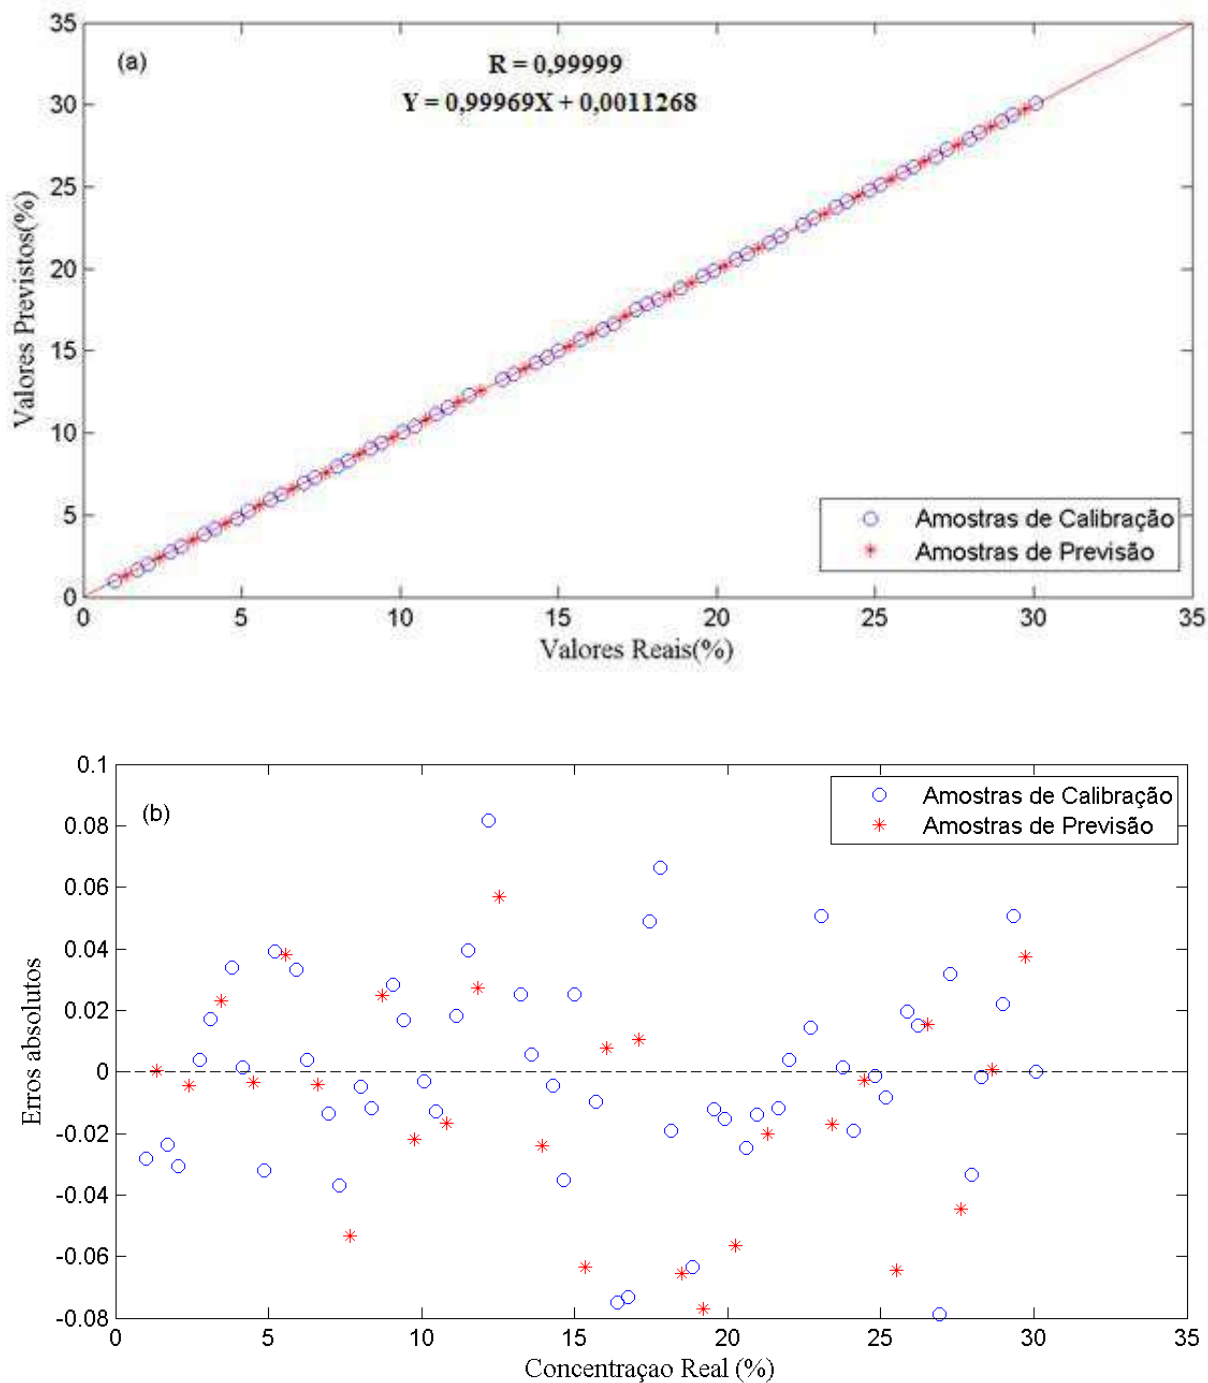 35
(a)
R = 0,99999
Y = 0,99969X + 0,0011268
30
25
20
15
10
5
0
Valores Previstos(%)
Amostras de Calibração
Amostras de Previsão
0 5 10 15 20 25 30 35
Valores Reais(%)
0.1
(b)
Amostras de Calibração
Amostras de Previsão
0.08
0.06
0.04
0.02
0
-0.02
-0.04
-0.06
-0.08
Erros absolutos
0 5 10 15 20 25 30 35
Concentraçao Real (%)